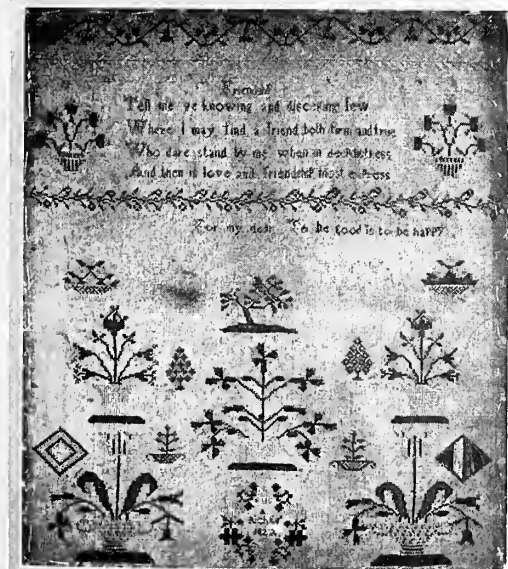 Friendship
Tell me ye knowing and discerning few
Where I may find a friend both firm and true
Who dare stand by me when in deep distress
And then is love and friendship most express
For my dear To be good is to be happy